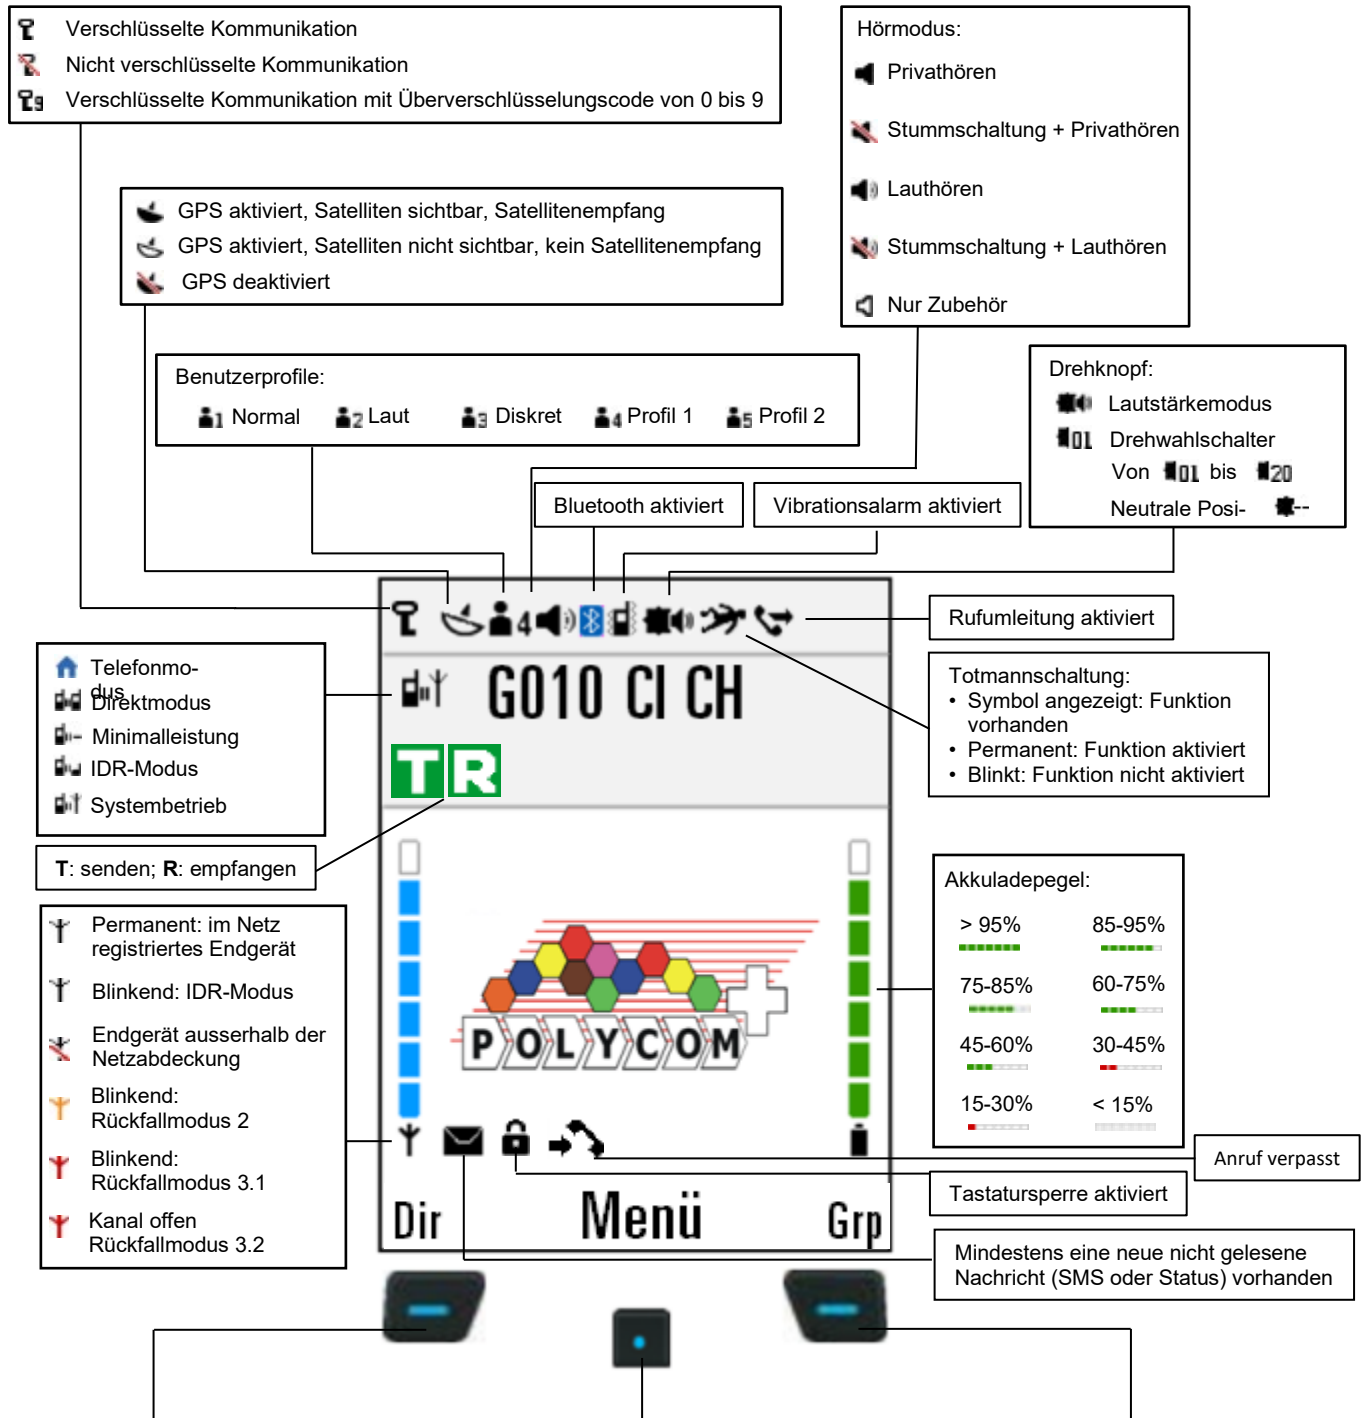 Verschlüsselte Kommunikation
Nicht verschlüsselte Kommunikation
9 Verschlüsselte Kommunikation mit Überverschlüsselungscode von 0 bis 9
Hörmodus:
Privathören
Stummschaltung + Privathören
Lauthören
Stummschaltung + Lauthören
Nur Zubehör
GPS aktiviert, Satelliten sichtbar, Satellitenempfang
GPS aktiviert, Satelliten nicht sichtbar, kein Satellitenempfang
GPS deaktiviert
Benutzerprofile:
1 Normal 2 Laut 3 Diskret 4 Profil 1 5 Profil 2
Drehknopf:
Lautstärkemodus
01 Drehwahlschalter
Von 01 bis 20
Neutrale Posi- --
Bluetooth aktiviert
Vibrationsalarm aktiviert
4
Rufumleitung aktiviert
Telefonmo-
dus
Direktmodus
Minimalleistung
IDR-Modus
Systembetrieb
G010 CI CH
TR
Totmannschaltung:
• Symbol angezeigt: Funktion
vorhanden
• Permanent: Funktion aktiviert
• Blinkt: Funktion nicht aktiviert
T: senden; R: empfangen
Permanent: im Netz
registriertes Endgerät
Blinkend: IDR-Modus
Endgerät ausserhalb der
Netzabdeckung
Blinkend:
Rückfallmodus 2
Blinkend:
Rückfallmodus 3.1
Kanal offen
Rückfallmodus 3.2
POLYCOM
Akkuladepegel:
> 95% 85-95%
75-85% 60-75%
45-60% 30-45%
15-30% < 15%
Anruf verpasst
Tastatursperre aktiviert
Dir Menü Grp
Mindestens eine neue nicht gelesene
Nachricht (SMS oder Status) vorhanden